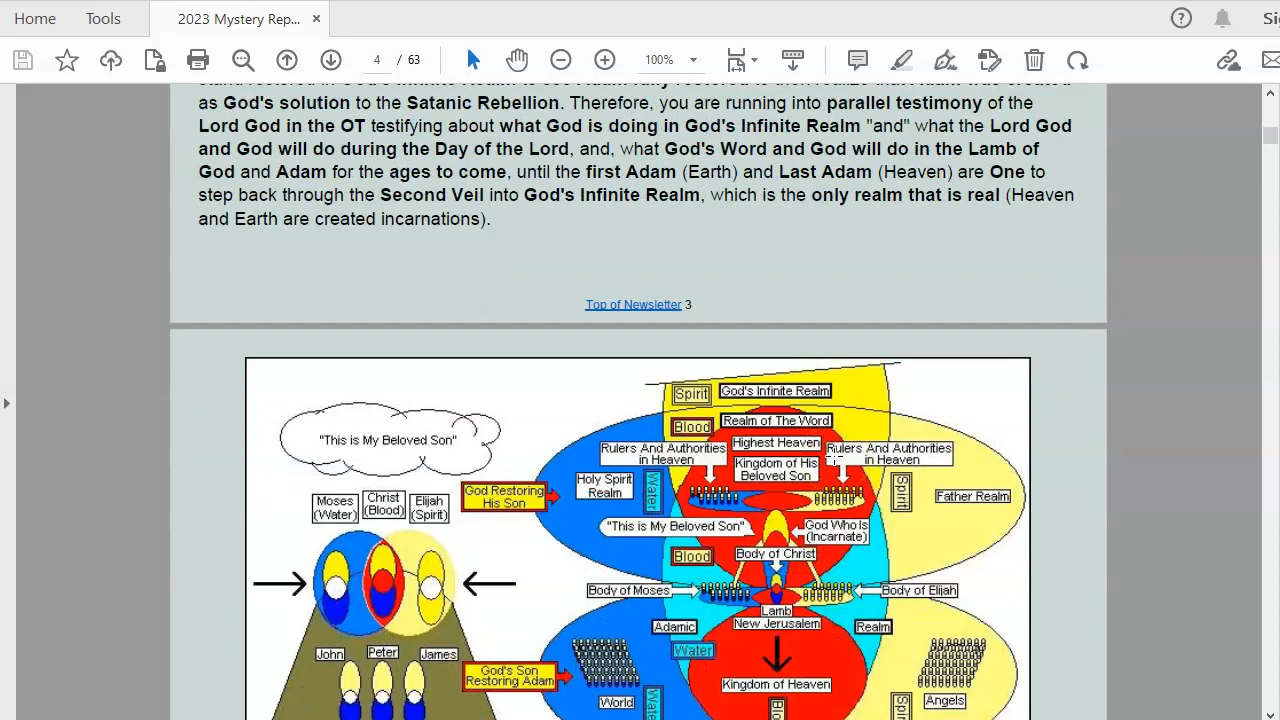 Home
Tools
2023 Mystery Rep...
4 / 63
100%
as God's solution to the Satanic Rebellion. Therefore, you are running into parallel testimony of the
Lord God in the OT testifying about what God is doing in God's Infinite Realm "and" what the Lord God
and God will do during the Day of the Lord, and, what God's Word and God will do in the Lamb of
God and Adam for the ages to come, until the first Adam (Earth) and Last Adam (Heaven) are One to
step back through the Second Veil into God's Infinite Realm, which is the only realm that is real (Heaven
and Earth are created incarnations).
Top of Newsletter 3
"This is My Beloved Son"
Moses
(Water)
Christ
(Blood)
Elijah
(Spirit)
John
Peter
James
God Restoring
His Son
God's Son
Restoring Adam
Spirit
God's Infinite Realm
Blood
Realm of The Word
Highest Heaven
Rulers And Authorities
in Heaven
Rulers And Authorities
in Heaven
Kingdom of His
Beloved Son
Holy Spirit
Realm
Water
Spirit
Father Realm
"This is My Beloved Son"
God Who Is
(Incarnate)
Blood
Body of Christ
Body of Moses
Body of Elijah
Lamb
New Jerusalem
Adamic
Realm
Water
Kingdom of Heaven
World
Angels